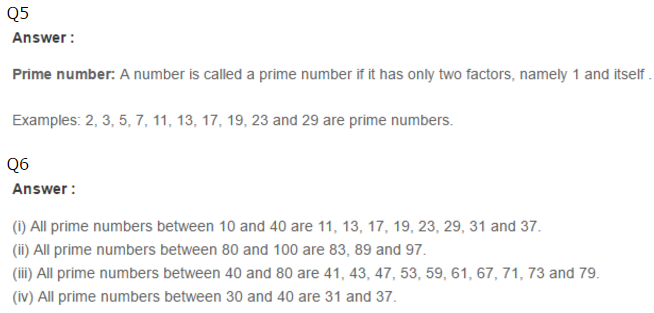 Q5
Answer :
Prime number: A number is called a prime number if it has only two factors, namely 1 and itself .
Examples: 2, 3, 5, 7, 11, 13, 17, 19, 23 and 29 are prime numbers.
Q6
Answer :
(i) All prime numbers between 10 and 40 are 11, 13, 17, 19, 23, 29, 31 and 37.
(ii) All prime numbers between 80 and 100 are 83, 89 and 97.
(iii) All prime numbers between 40 and 80 are 41, 43, 47, 53, 59, 61, 67, 71, 73 and 79.
(iv) All prime numbers between 30 and 40 are 31 and 37.